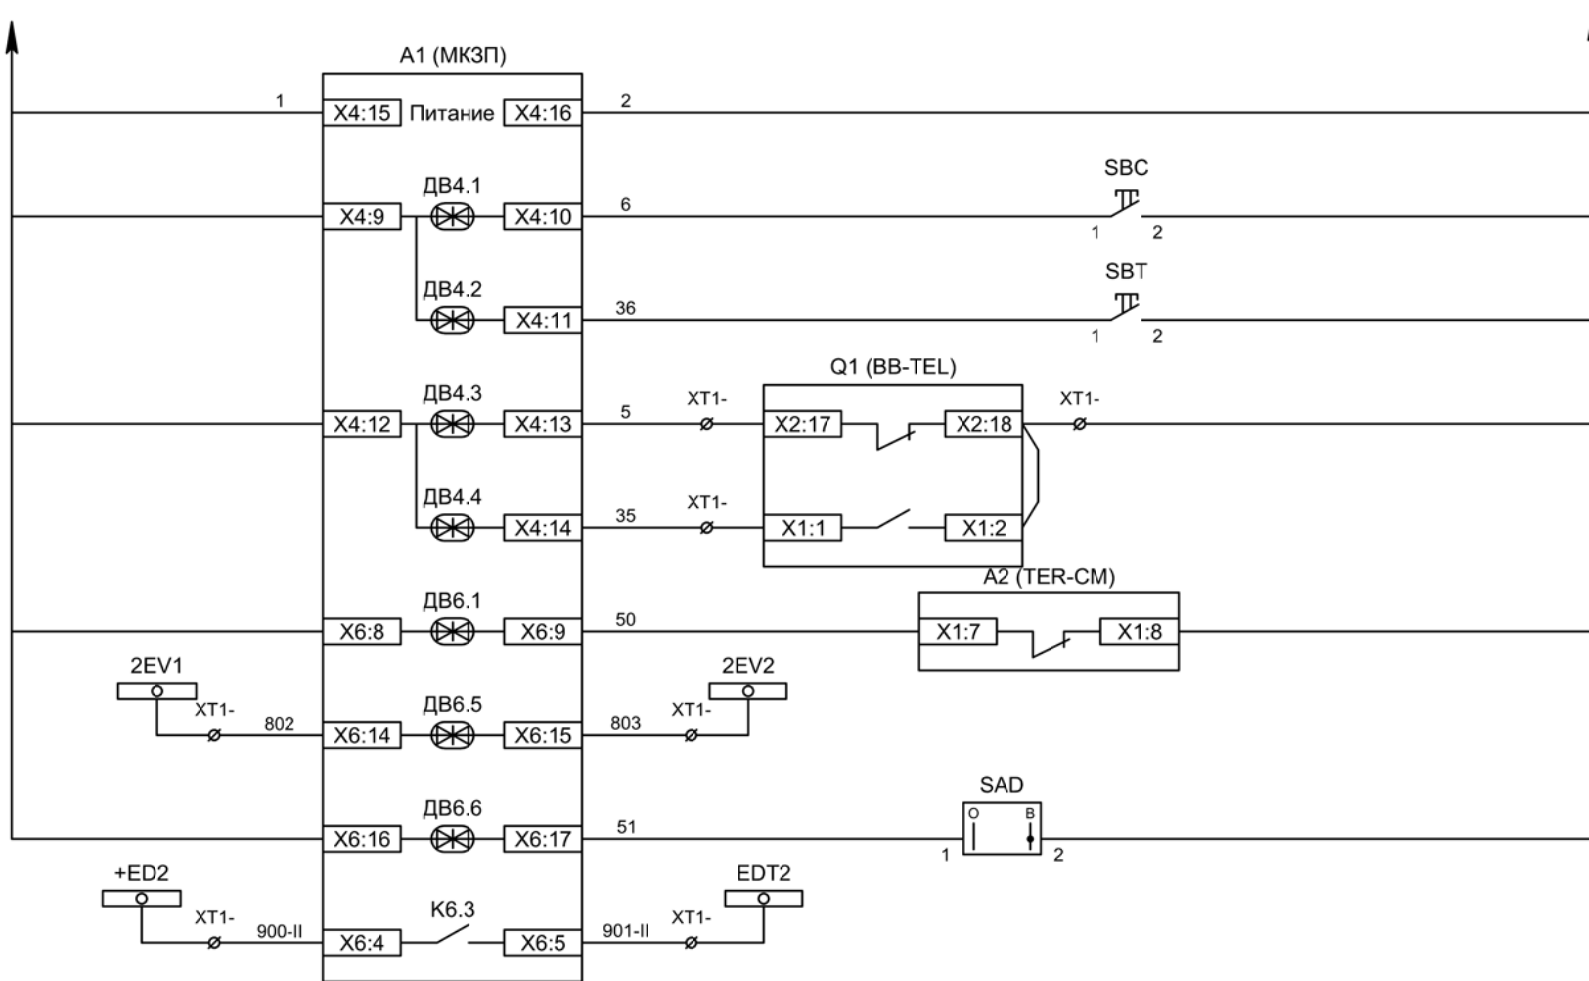 А1 (МКЗП)
1 X4:15 Питание X4:16 2
SBC
ДВ4.1
X4:9 X4:10 6
1 2
SBT
ДВ4.2
X4:11 36
1 2
Q1 (BB-TEL)
ДВ4.3
X4:12 X4:13 5 XT1- X2:17 X2:18 XT1-
ДВ4.4
X4:14 35 XT1- X1:1 X1:2
A2 (TER-CM)
ДВ6.1
X6:8 X6:9 50 X1:7 X1:8
2EV1 2EV2
ДВ6.5
XT1- 802 X6:14 X6:15 803 XT1-
SAD
ДВ6.6
O B
X6:16 X6:17 51
1 2
+ED2 EDT2
K6.3
XT1- 900-II X6:4 X6:5 901-II XT1-